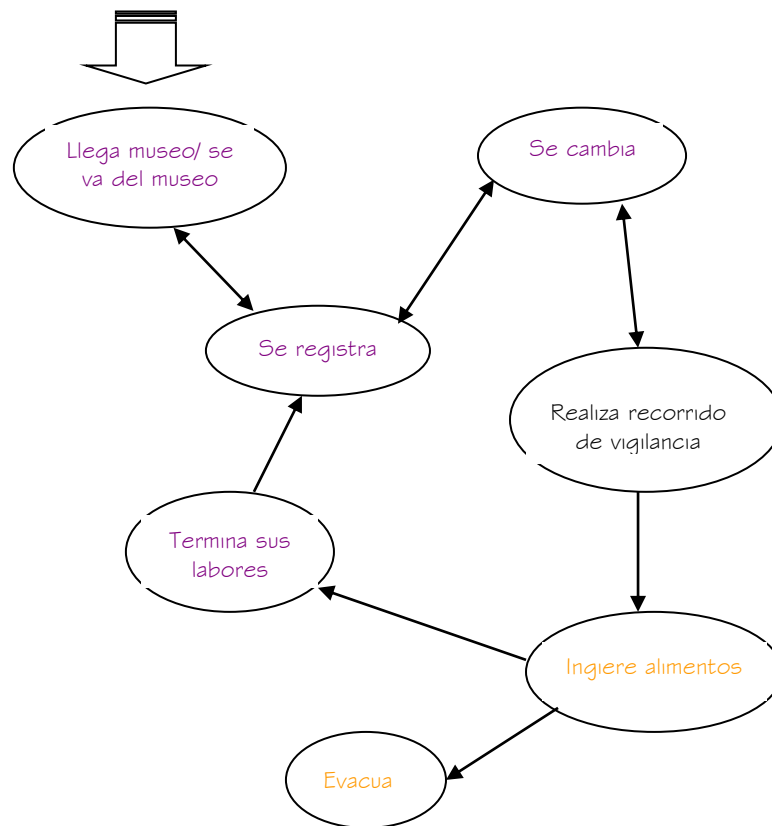 Llega museo/ se
va del museo
Se cambia
Se registra
Realiza recorrido
de vigilancia
Termina sus
labores
Ingiere alimentos
Evacua